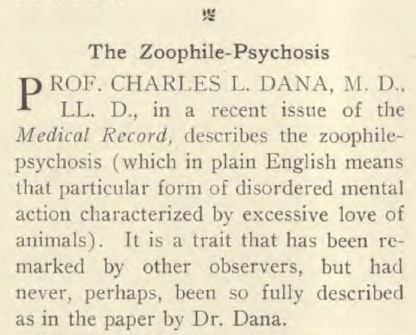 The Zoophile-Psychosis
PROF. CHARLES L. DANA, M. D.,
LL. D., in a recent issue of the
Medical Record, describes the zoophile-
psychosis (which in plain English means
that particular form of disordered mental
action characterized by excessive love of
animals). It is a trait that has been re-
marked by other observers, but had
never, perhaps, been so fully described
as in the paper by Dr. Dana.